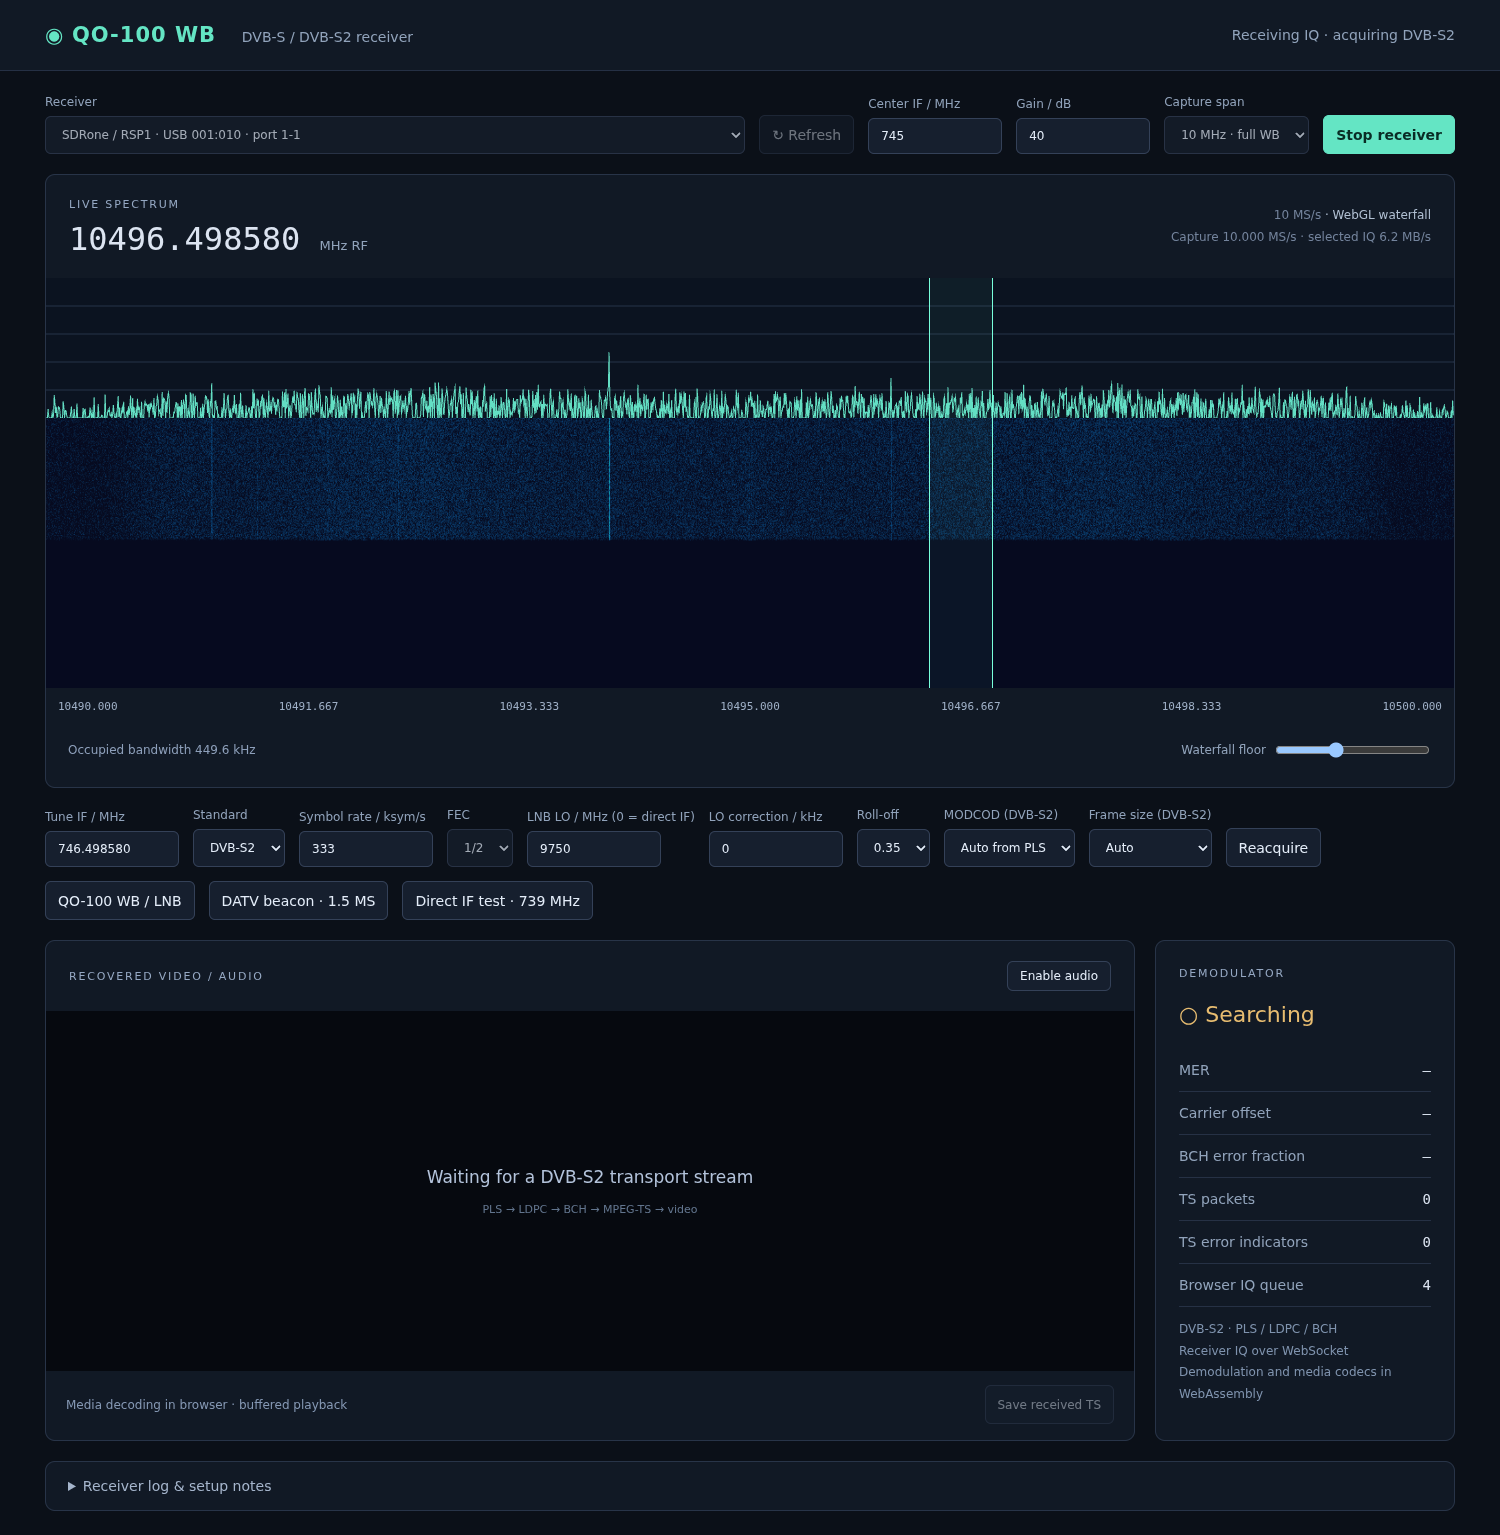 ◉ QO-100 WB DVB-S / DVB-S2 receiver Receiving IQ · acquiring DVB-S2
Receiver Center IF / MHz Gain / dB Capture span
SDRone / RSP1 · USB 001:010 · port 1-1 ↻ Refresh 745 40 10 MHz · full WB Stop receiver
LIVE SPECTRUM
10496.498580 MHz RF
10 MS/s · WebGL waterfall
Capture 10.000 MS/s · selected IQ 6.2 MB/s
10490.000 10491.667 10493.333 10495.000 10496.667 10498.333 10500.000
Occupied bandwidth 449.6 kHz Waterfall floor
Tune IF / MHz Standard Symbol rate / ksym/s FEC LNB LO / MHz (0 = direct IF) LO correction / kHz Roll-off MODCOD (DVB-S2) Frame size (DVB-S2)
746.498580 DVB-S2 333 1/2 9750 0 0.35 Auto from PLS Auto Reacquire
QO-100 WB / LNB DATV beacon · 1.5 MS Direct IF test · 739 MHz
RECOVERED VIDEO / AUDIO Enable audio
Waiting for a DVB-S2 transport stream
PLS → LDPC → BCH → MPEG-TS → video
Media decoding in browser · buffered playback Save received TS
DEMODULATOR
○ Searching
MER –
Carrier offset –
BCH error fraction –
TS packets 0
TS error indicators 0
Browser IQ queue 4
DVB-S2 · PLS / LDPC / BCH
Receiver IQ over WebSocket
Demodulation and media codecs in
WebAssembly
▶ Receiver log & setup notes